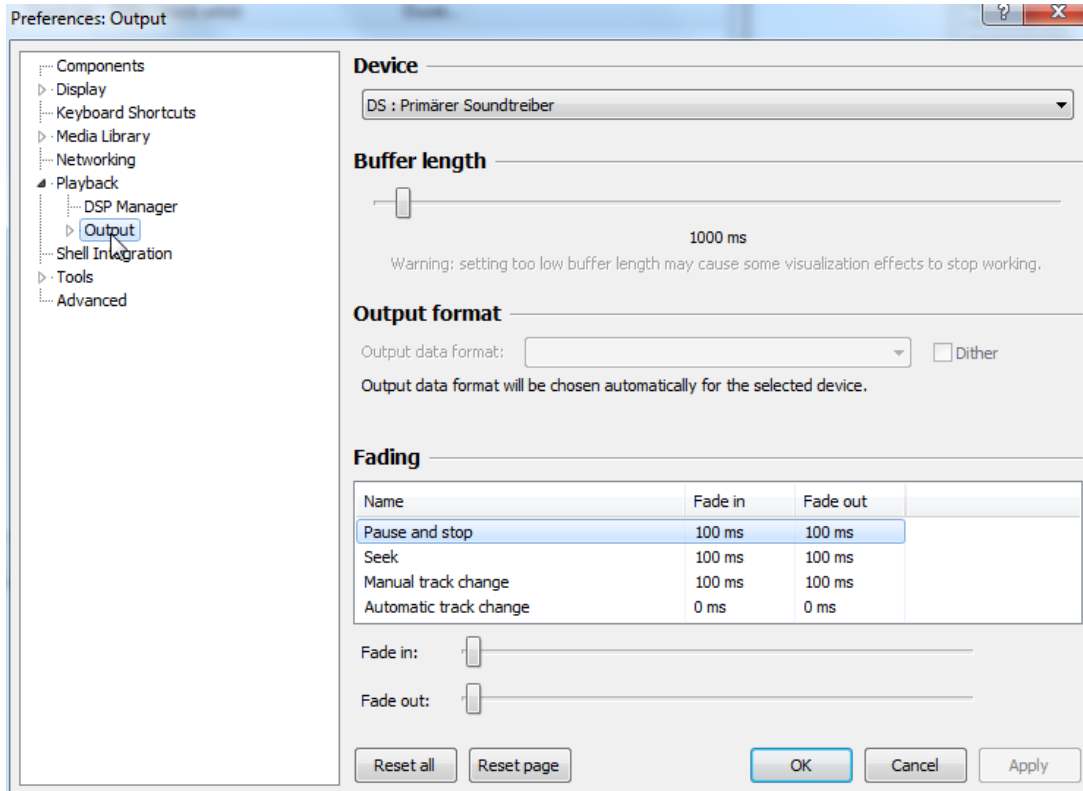 Preferences: Output
?
X
Components
Display
Keyboard Shortcuts
Media Library
Networking
Playback
DSP Manager
Output
Shell Integration
Tools
Advanced
Device
DS : Primärer Soundtreiber
Buffer length
1000 ms
Warning: setting too low buffer length may cause some visualization effects to stop working.
Output format
Output data format:
Dither
Output data format will be chosen automatically for the selected device.
Fading
Name Fade in Fade out
Pause and stop 100 ms 100 ms
Seek 100 ms 100 ms
Manual track change 100 ms 100 ms
Automatic track change 0 ms 0 ms
Fade in:
Fade out:
Reset all Reset page OK Cancel Apply